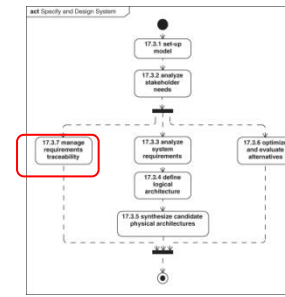 act Specify and Design System
17.3.1 set-up
model
17.3.2 analyze
stakeholder
needs
17.3.7 manage
requirements
traceability
17.3.3 analyze
system
requirements
17.3.6 optimize
and evaluate
alternatives
17.3.4 define
logical
architecture
17.3.5 synthesize candidate
physical architectures